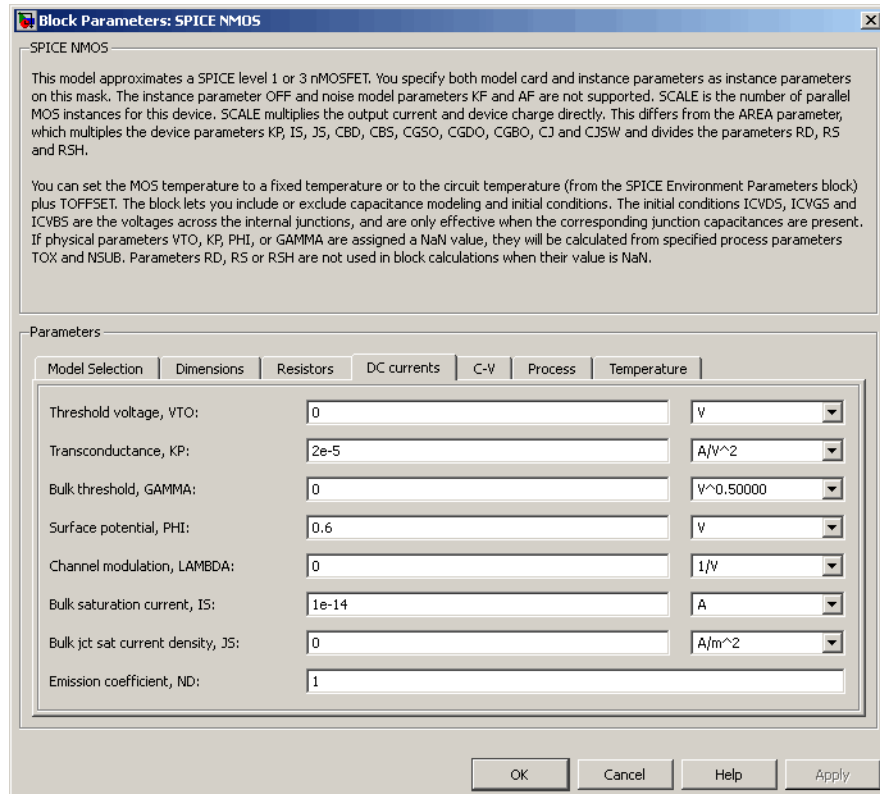 Block Parameters: SPICE NMOS
SPICE NMOS
This model approximates a SPICE level 1 or 3 nMOSFET. You specify both model card and instance parameters as instance parameters
on this mask. The instance parameter OFF and noise model parameters KF and AF are not supported. SCALE is the number of parallel
MOS instances for this device. SCALE multiplies the output current and device charge directly. This differs from the AREA parameter,
which multiplies the device parameters KP, IS, JS, CBD, CBS, CGSO, CGDO, CGBO, CJ and CJSW and divides the parameters RD, RS
and RSH.
You can set the MOS temperature to a fixed temperature or to the circuit temperature (from the SPICE Environment Parameters block)
plus TOFFSET. The block lets you include or exclude capacitance modeling and initial conditions. The initial conditions ICVDS, ICVGS and
ICVBS are the voltages across the internal junctions, and are only effective when the corresponding junction capacitances are present.
If physical parameters VTO, KP, PHI, or GAMMA are assigned a NaN value, they will be calculated from specified process parameters
TOX and NSUB. Parameters RD, RS or RSH are not used in block calculations when their value is NaN.
Parameters
Model Selection Dimensions Resistors DC currents C-V Process Temperature
Threshold voltage, VTO: 0 V
Transconductance, KP: 2e-5 A/V^2
Bulk threshold, GAMMA: 0 V^0.50000
Surface potential, PHI: 0.6 V
Channel modulation, LAMBDA: 0 1/V
Bulk saturation current, IS: 1e-14 A
Bulk jct sat current density, JS: 0 A/m^2
Emission coefficient, ND: 1
OK Cancel Help Apply